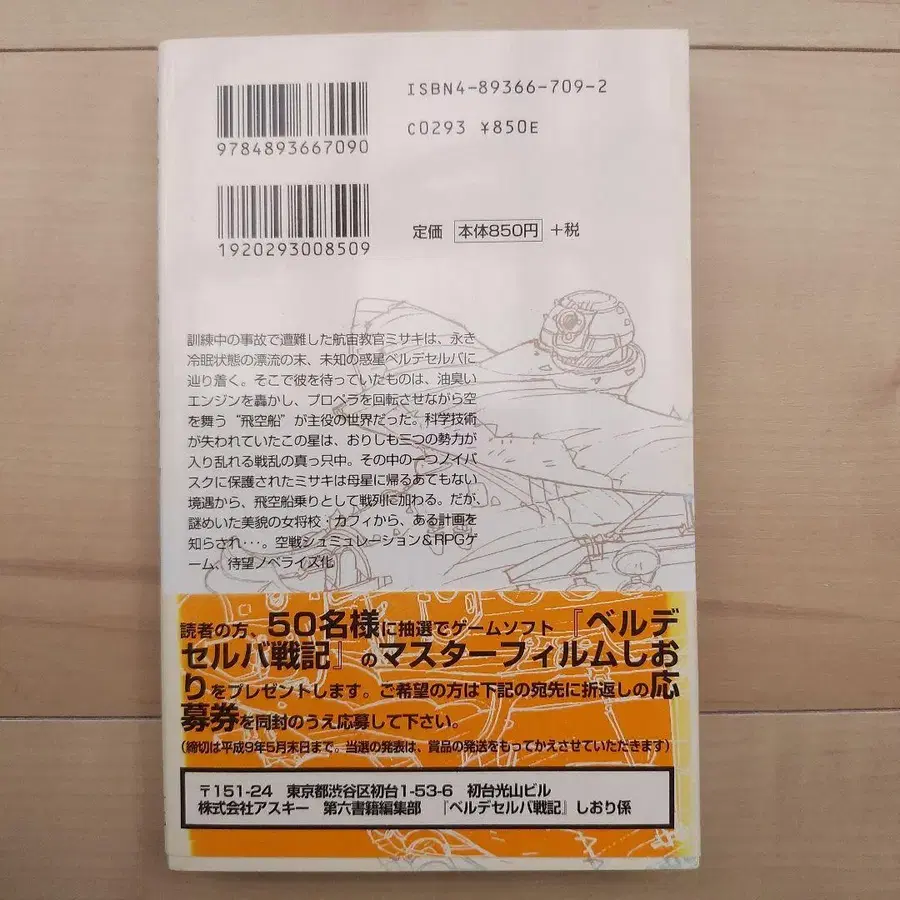 ISBN4-89366-709-2
9784893667090
C0293 ¥850E
1920293008509
定価 本体850円 +税
訓練中の事故で遭難した航宙教官ミサキは、永き
冷眠状態の漂流の末、未知の惑星ベルデセルバに
辿り着く。そこで彼を待っていたものは、油臭い
エンジンを轟かし、プロペラを回転させながら空
を舞う“飛空船”が主役の世界だった。科学技術
が失われていたこの星は、おりしも三つの勢力が
入り乱れる戦乱の真っ只中。その中の一つノイバ
スクに保護されたミサキは母星に帰るあてもない
境遇から、飛空船乗りとして戦列に加わる。だが、
謎めいた美貌の女将校・カフィから、ある計画を
知らされ・・・。空戦シュミュレーション&RPGゲ
ーム、待望ノベライズ化
読者の方、50名様に抽選でゲームソフト『ベルデ
セルバ戦記』のマスターフィルムしお
りをプレゼントします。ご希望の方は下記の宛先に折返しの応
募券を同封のうえ応募して下さい。
(締切は平成9年5月末日まで。当選の発表は、賞品の発送をもってかえさせていただきます)
〒151-24 東京都渋谷区初台1-53-6 初台光山ビル
株式会社アスキー 第六書籍編集部 『ベルデセルバ戦記』しおり係